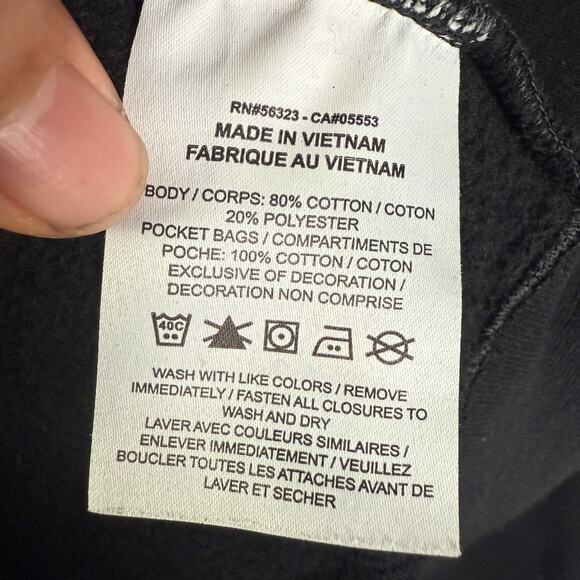 RN#56323 - CA#05553
MADE IN VIETNAM
FABRIQUE AU VIETNAM
BODY / CORPS: 80% COTTON / COTON
20% POLYESTER
POCKET BAGS / COMPARTIMENTS DE
POCHE: 100% COTTON / COTON
EXCLUSIVE OF DECORATION /
DECORATION NON COMPRISE
40C
WASH WITH LIKE COLORS / REMOVE
IMMEDIATELY / FASTEN ALL CLOSURES TO
WASH AND DRY
LAVER AVEC COULEURS SIMILAIRES /
ENLEVER IMMEDIATEMENT / VEUILLEZ
BOUCLER TOUTES LES ATTACHES AVANT DE
LAVER ET SECHER